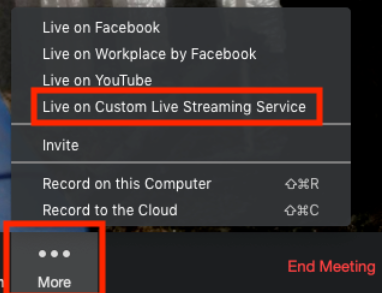 Live on Facebook
Live on Workplace by Facebook
Live on YouTube
Live on Custom Live Streaming Service
Invite
Record on this Computer ⇧⌘R
Record to the Cloud ⇧⌘C
More
End Meeting